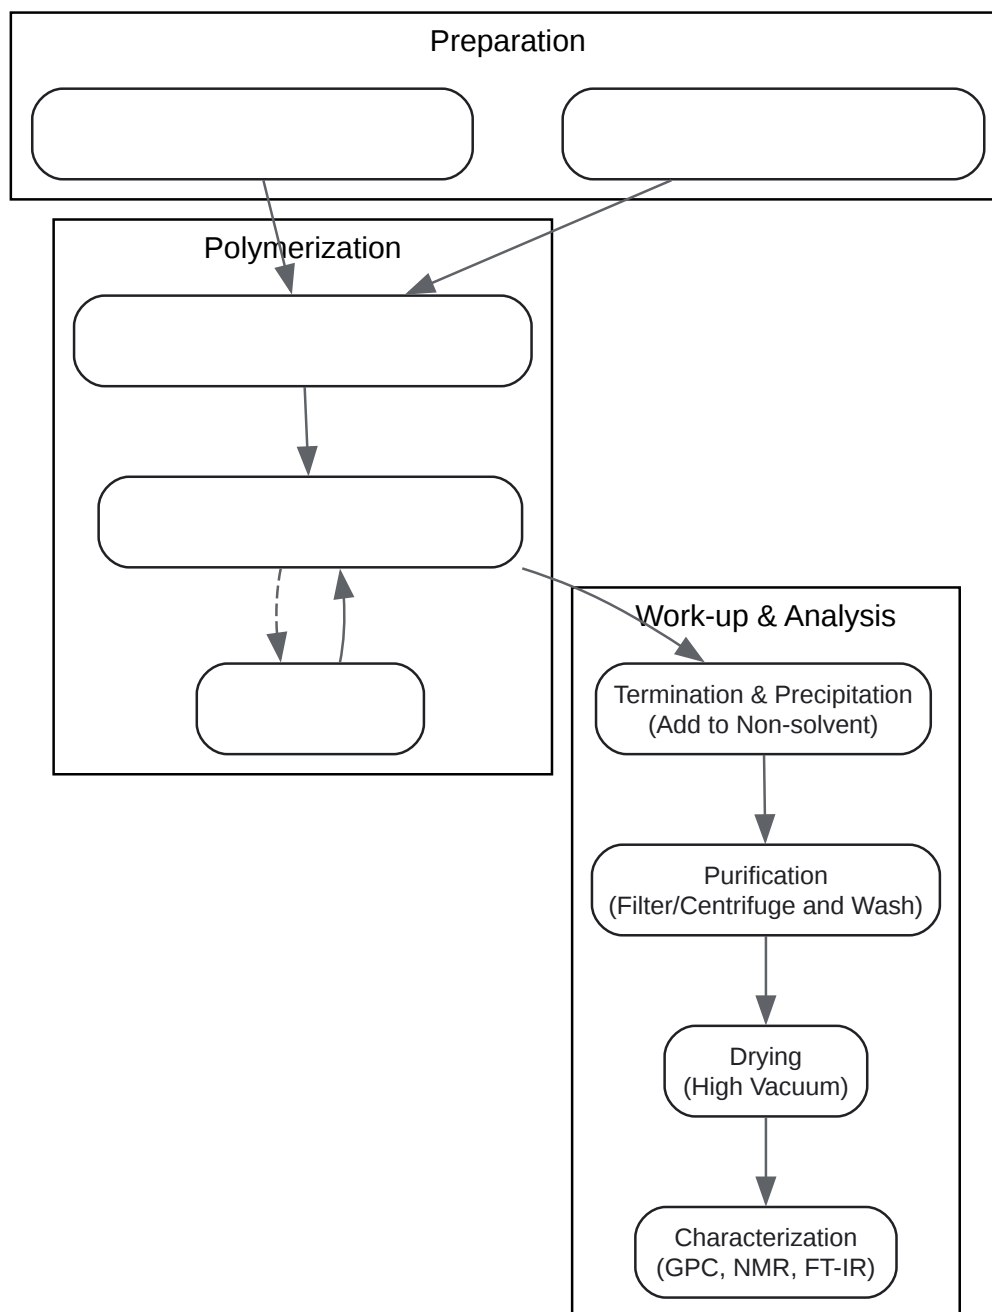 Preparation
Polymerization
Work-up & Analysis
Termination & Precipitation
(Add to Non-solvent)
Purification
(Filter/Centrifuge and Wash)
Drying
(High Vacuum)
Characterization
(GPC, NMR, FT-IR)